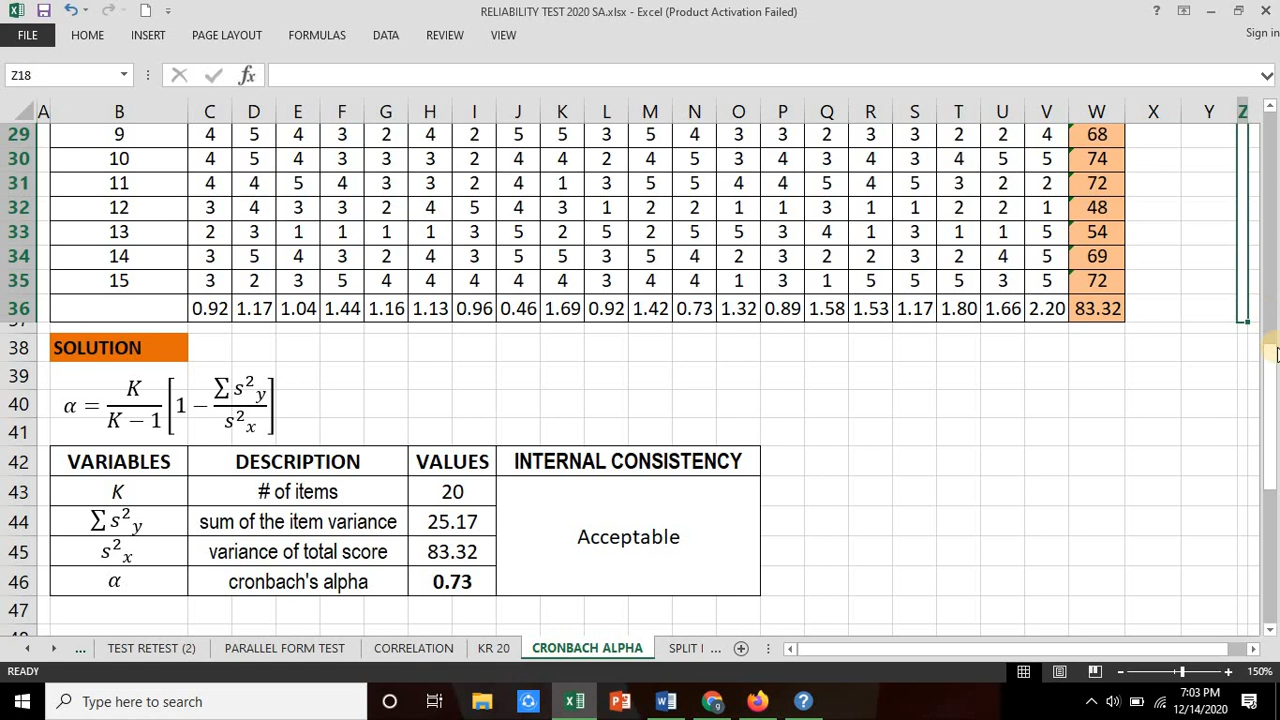 RELIABILITY TEST 2020 SA.xlsx - Excel (Product Activation Failed)
FILE HOME INSERT PAGE LAYOUT FORMULAS DATA REVIEW VIEW Sign in
Z18 fx
A B C D E F G H I J K L M N O P Q R S T U V W X Y Z
29 9 4 5 4 3 2 4 2 5 5 3 5 4 3 3 2 3 3 2 2 4 68
30 10 4 5 4 3 3 3 2 4 4 2 4 5 3 4 3 4 3 4 5 5 74
31 11 4 4 5 4 3 3 2 4 1 3 5 5 4 4 5 4 5 3 2 2 72
32 12 3 4 3 3 2 4 5 4 3 1 2 2 1 1 3 1 1 2 2 1 48
33 13 2 3 1 1 1 1 3 5 2 5 2 5 5 3 4 1 3 1 1 5 54
34 14 3 5 4 3 2 4 3 5 5 3 5 4 2 3 2 2 3 2 4 5 69
35 15 3 2 3 5 4 4 4 4 4 3 4 4 1 3 1 5 5 5 3 5 72
36 0.92 1.17 1.04 1.44 1.16 1.13 0.96 0.46 1.69 0.92 1.42 0.73 1.32 0.89 1.58 1.53 1.17 1.80 1.66 2.20 83.32
37
38 SOLUTION
39
40 α = K / K − 1 [1 − ∑ s²y / s²x]
41
42 VARIABLES DESCRIPTION VALUES INTERNAL CONSISTENCY
43 K # of items 20
44 ∑ s²y sum of the item variance 25.17
Acceptable
45 s²x variance of total score 83.32
46 α cronbach's alpha 0.73
47
... TEST RETEST (2) PARALLEL FORM TEST CORRELATION KR 20 CRONBACH ALPHA SPLIT ...
READY 150%
Type here to search 7:03 PM
12/14/2020